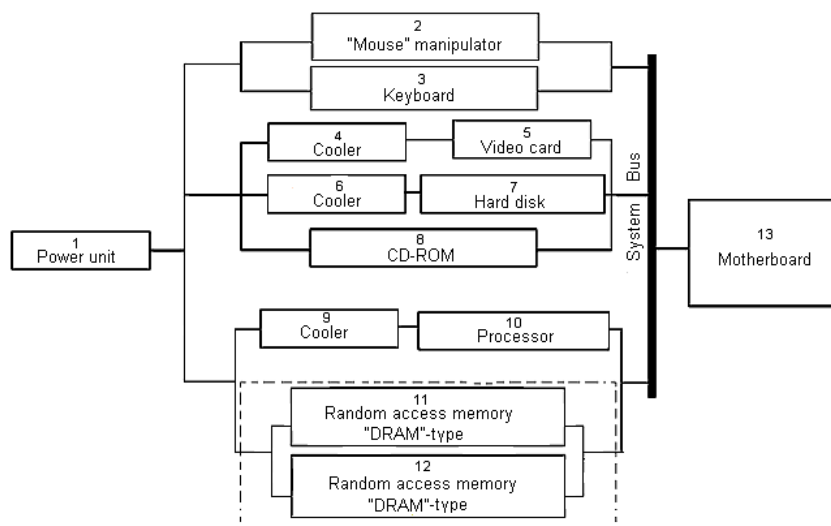 2
"Mouse" manipulator
3
Keyboard
4
Cooler
5
Video card
6
Cooler
7
Hard disk
8
CD-ROM
System Bus
1
Power unit
13
Motherboard
9
Cooler
10
Processor
11
Random access memory
"DRAM"-type
12
Random access memory
"DRAM"-type